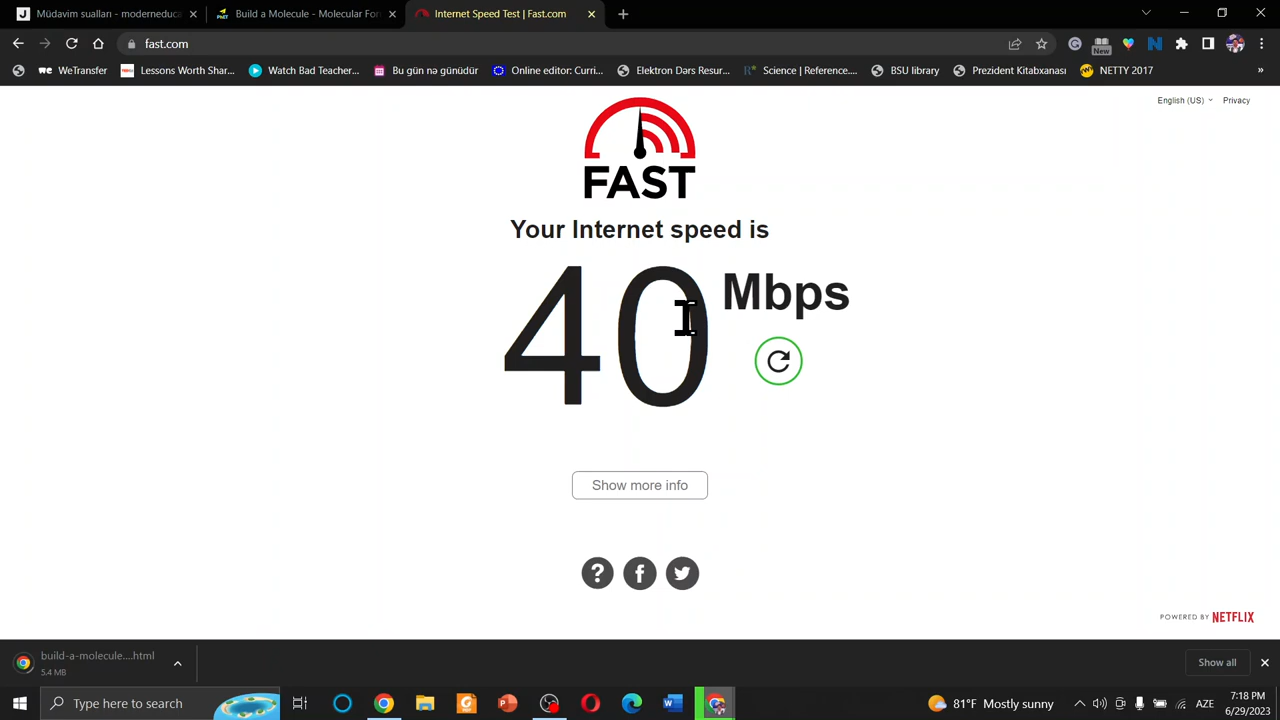 Müdavim sualları - moderneduca
Build a Molecule - Molecular For
Internet Speed Test | Fast.com
fast.com
New
WeTransfer
Lessons Worth Shar...
Watch Bad Teacher...
Bu gün nə günüdür
Online editor: Curri...
Elektron Dərs Resur...
Science | Reference....
BSU library
Prezident Kitabxanası
NETTY 2017
English (US)
Privacy
FAST
Your Internet speed is
40 Mbps
Show more info
POWERED BY NETFLIX
build-a-molecule....html
5.4 MB
Show all
Type here to search
81°F Mostly sunny
AZE
7:18 PM
6/29/2023